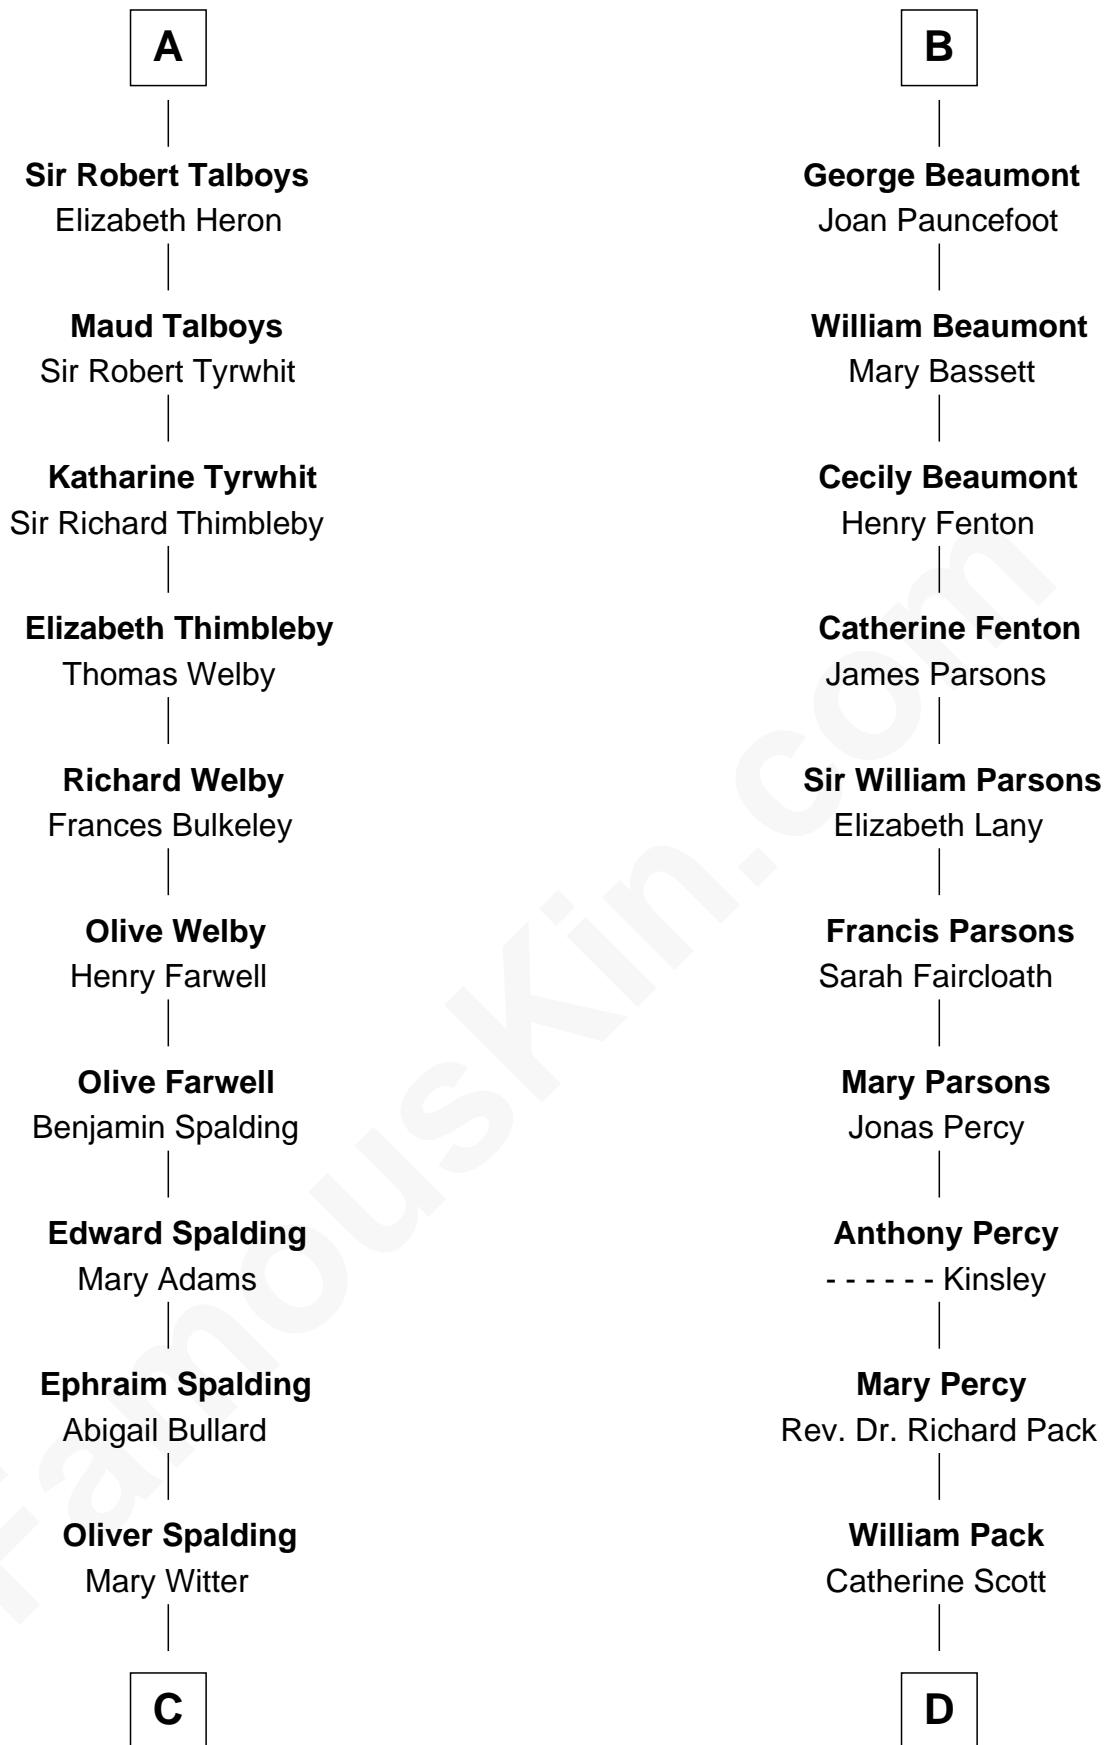 A
Sir Robert Talboys
Elizabeth Heron
Maud Talboys
Sir Robert Tyrwhit
Katharine Tyrwhit
Sir Richard Thimbleby
Elizabeth Thimbleby
Thomas Welby
Richard Welby
Frances Bulkeley
Olive Welby
Henry Farwell
Olive Farwell
Benjamin Spalding
Edward Spalding
Mary Adams
Ephraim Spalding
Abigail Bullard
Oliver Spalding
Mary Witter
C
B
George Beaumont
Joan Pauncefoot
William Beaumont
Mary Bassett
Cecily Beaumont
Henry Fenton
Catherine Fenton
James Parsons
Sir William Parsons
Elizabeth Lany
Francis Parsons
Sarah Faircloath
Mary Parsons
Jonas Percy
Anthony Percy
- - - - - - Kinsley
Mary Percy
Rev. Dr. Richard Pack
William Pack
Catherine Scott
D
FamousKin.com